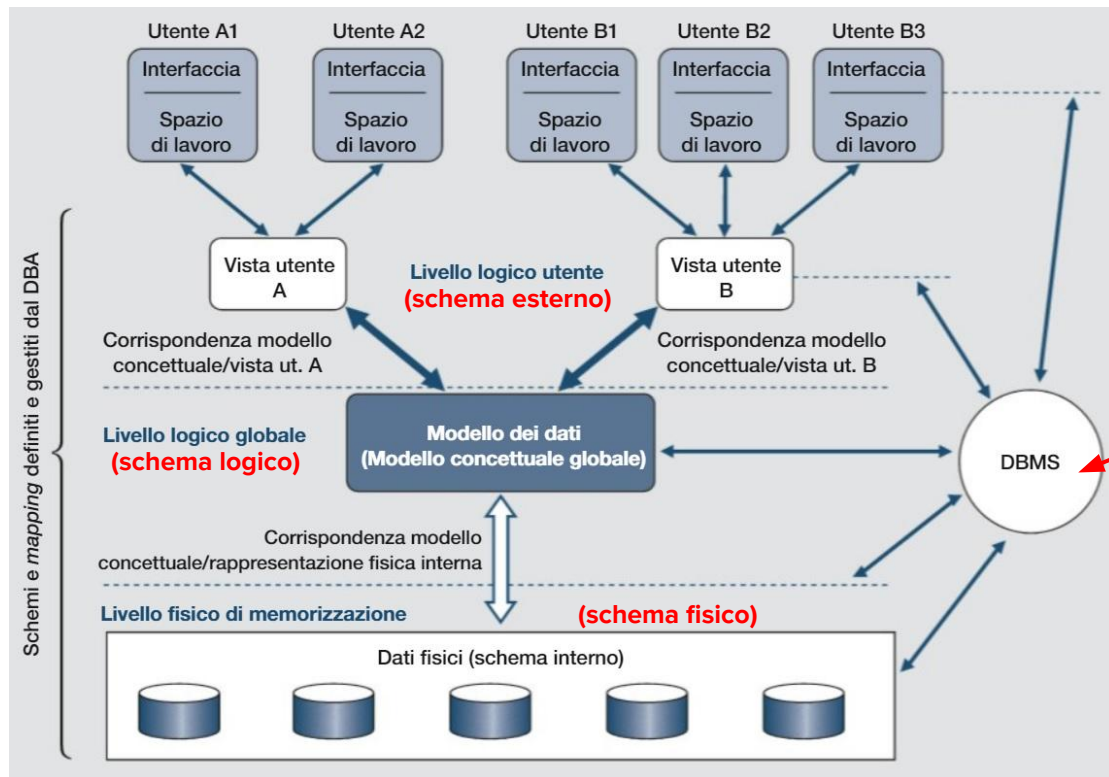 Utente A1
Utente A2
Utente B1
Utente B2
Utente B3
Interfaccia
Spazio
di lavoro
Interfaccia
Spazio
di lavoro
Interfaccia
Spazio
di lavoro
Interfaccia
Spazio
di lavoro
Interfaccia
Spazio
di lavoro
Schemi e mapping definiti e gestiti dal DBA
Vista utente
A
Livello logico utente
(schema esterno)
Vista utente
B
Corrispondenza modello
concettuale/vista ut. A
Corrispondenza modello
concettuale/vista ut. B
Livello logico globale
(schema logico)
Modello dei dati
(Modello concettuale globale)
DBMS
Corrispondenza modello
concettuale/rappresentazione fisica interna
Livello fisico di memorizzazione
(schema fisico)
Dati fisici (schema interno)